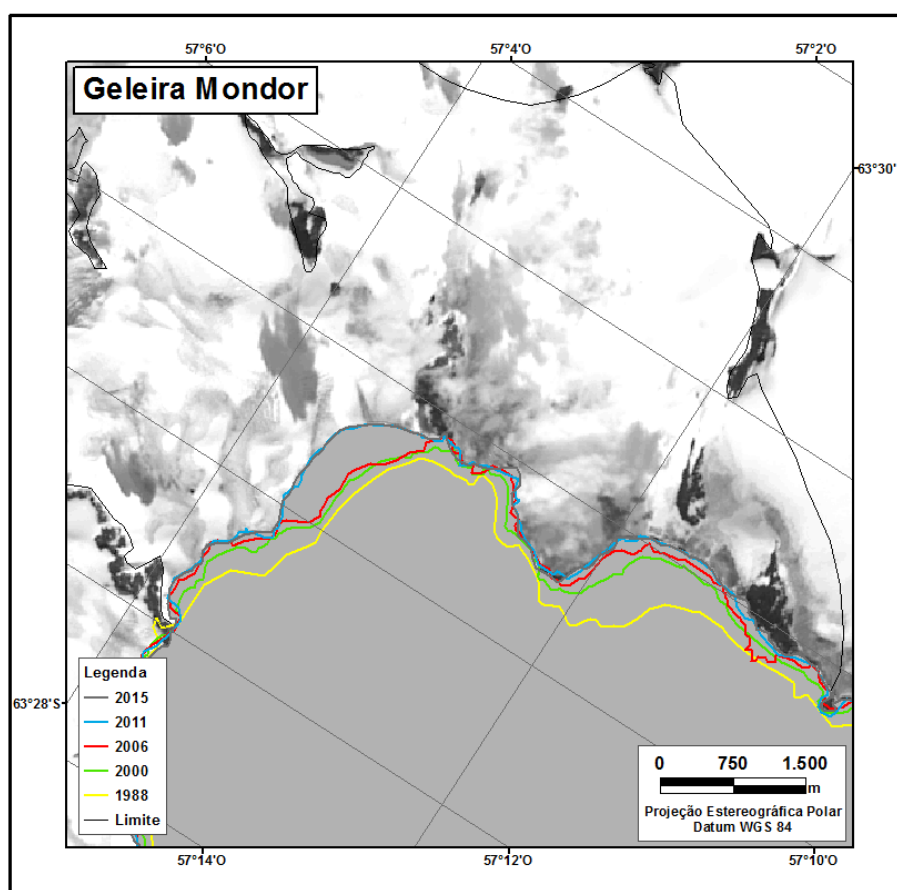 57°6'O
57°4'O
57°2'O
Geleira Mondor
63°30'
63°28'S
Legenda
2015
2011
2006
2000
1988
Limite
0 750 1.500
m
Projeção Estereográfica Polar
Datum WGS 84
57°14'O
57°12'O
57°10'O